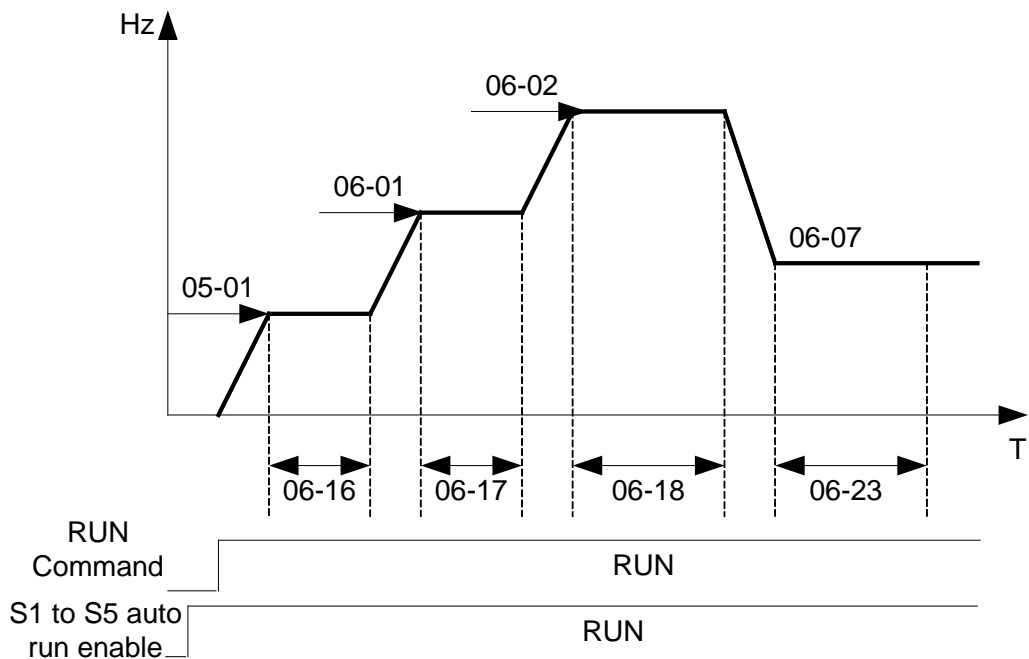 Hz
06-02
06-01
06-07
05-01
T
06-16
06-17
06-18
06-23
RUN
Command
RUN
S1 to S5 auto
run enable
RUN